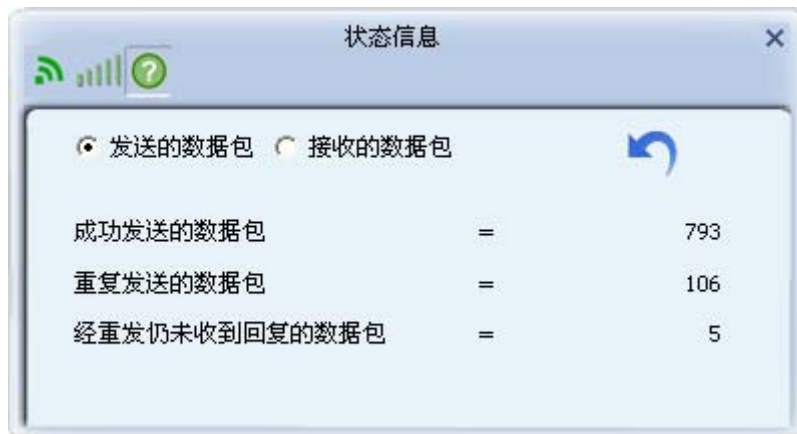 状态信息
发送的数据包 接收的数据包
成功发送的数据包 = 793
重复发送的数据包 = 106
经重发仍未收到回复的数据包 = 5